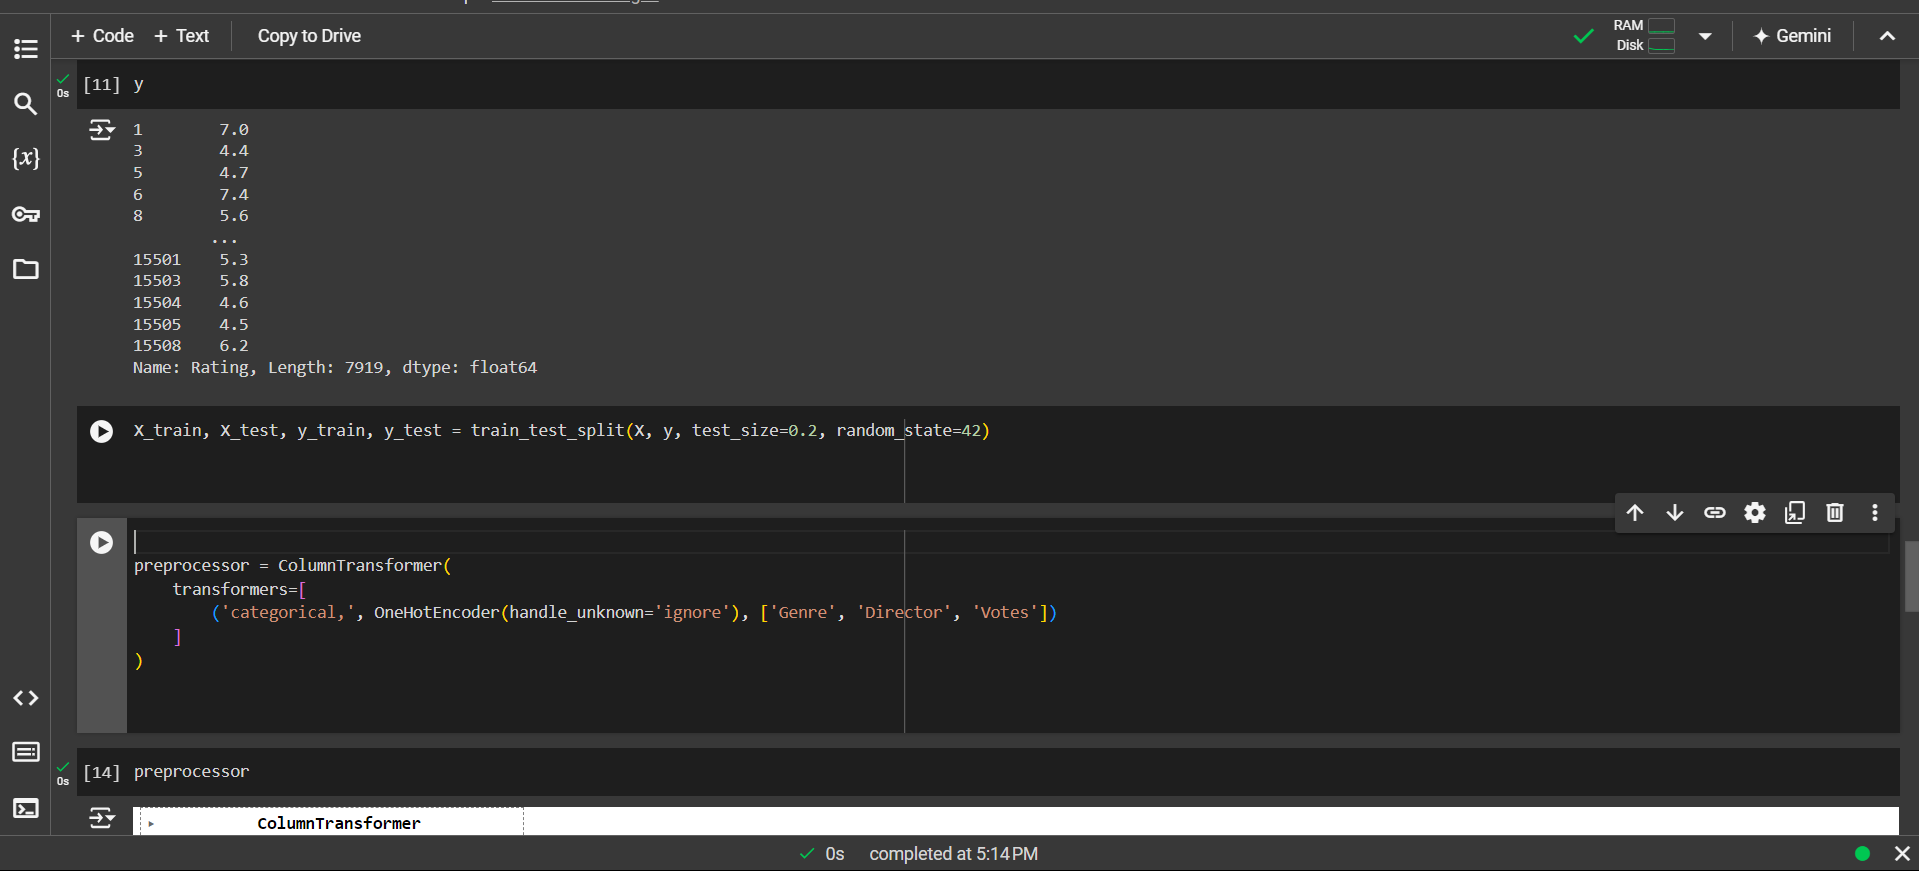 + Code + Text Copy to Drive RAM Disk Gemini
{x}
0s [11] y
1 7.0
3 4.4
5 4.7
6 7.4
8 5.6
...
15501 5.3
15503 5.8
15504 4.6
15505 4.5
15508 6.2
Name: Rating, Length: 7919, dtype: float64
X_train, X_test, y_train, y_test = train_test_split(X, y, test_size=0.2, random_state=42)
preprocessor = ColumnTransformer(
    transformers=[
        ('categorical,', OneHotEncoder(handle_unknown='ignore'), ['Genre', 'Director', 'Votes'])
    ]
)
0s [14] preprocessor
ColumnTransformer
0s completed at 5:14 PM